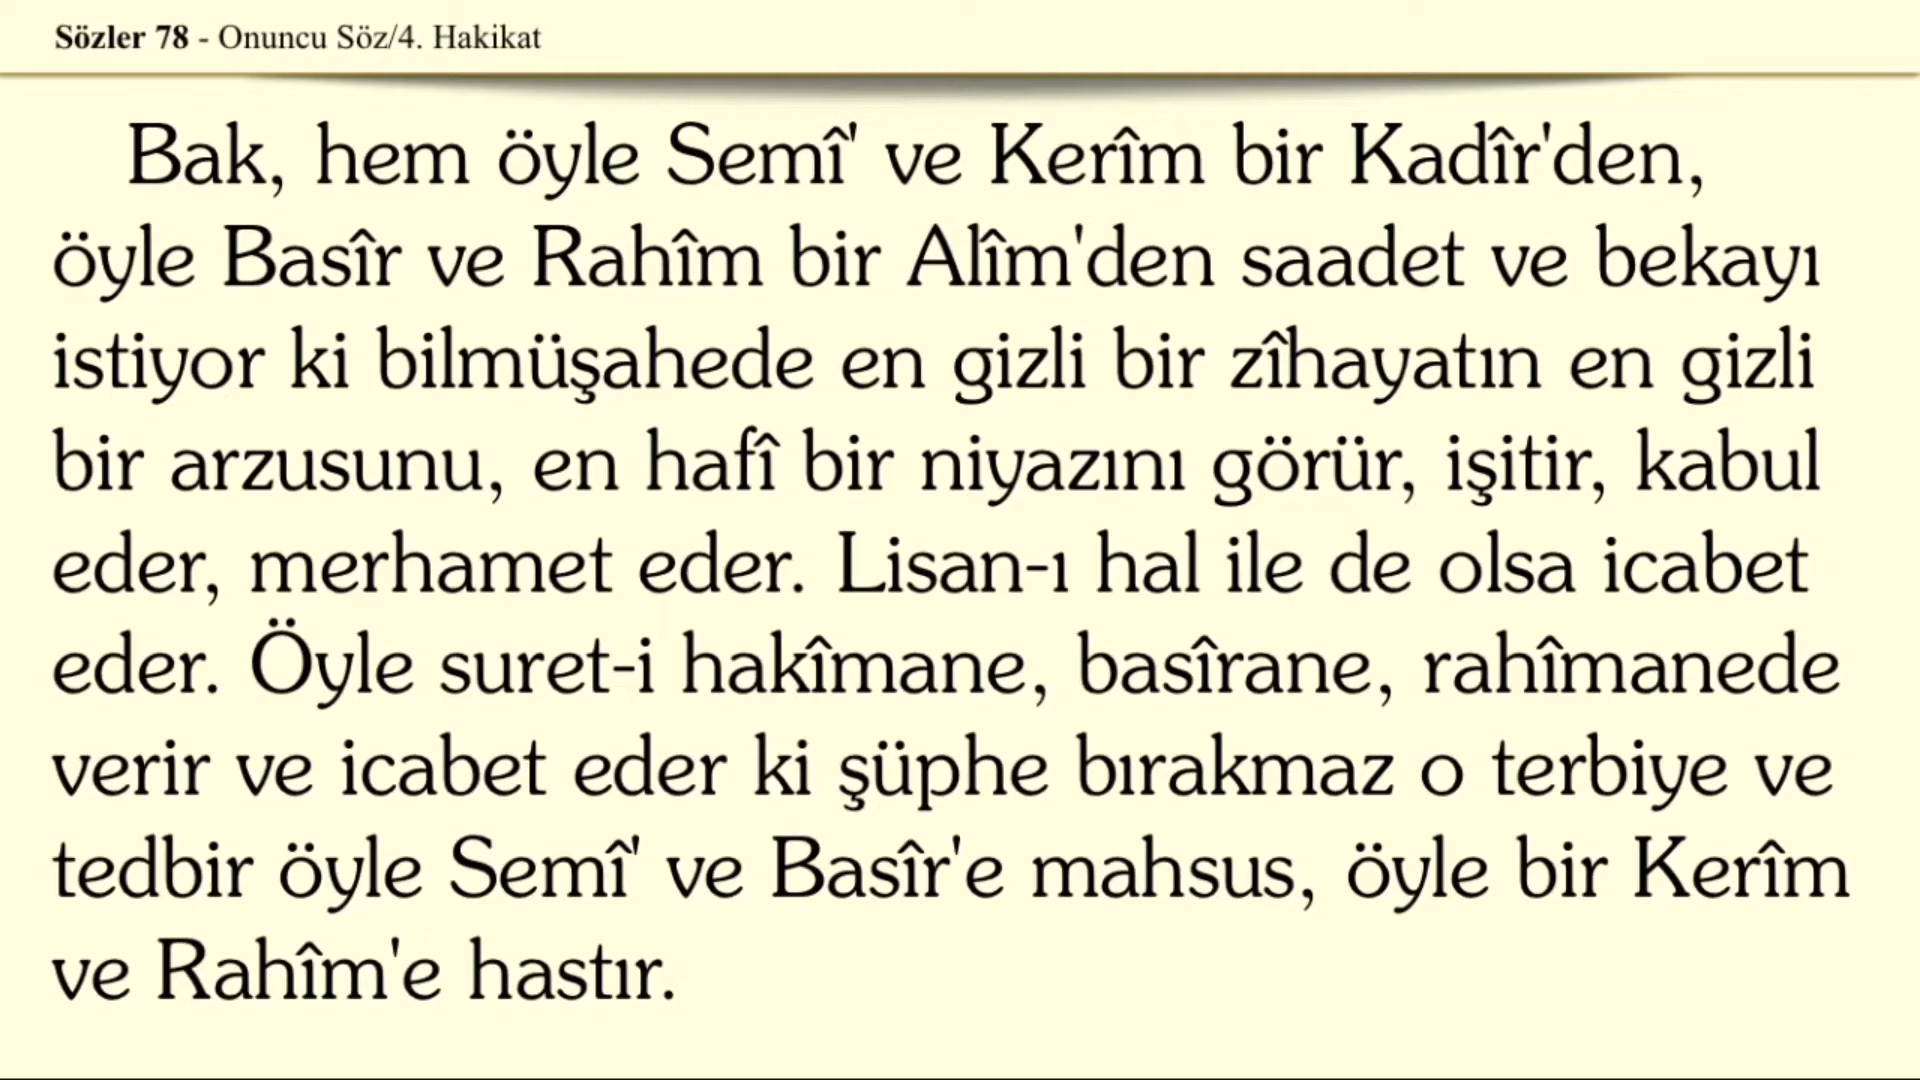 Sözler 78 - Onuncu Söz/4. Hakikat
Bak, hem öyle Semî' ve Kerîm bir Kadîr'den,
öyle Basîr ve Rahîm bir Alîm'den saadet ve bekayı
istiyor ki bilmüşahede en gizli bir zîhayatın en gizli
bir arzusunu, en hafî bir niyazını görür, işitir, kabul
eder, merhamet eder. Lisan-ı hal ile de olsa icabet
eder. Öyle suret-i hakîmane, basîrane, rahîmanede
verir ve icabet eder ki şüphe bırakmaz o terbiye ve
tedbir öyle Semî' ve Basîr'e mahsus, öyle bir Kerîm
ve Rahîm'e hastır.